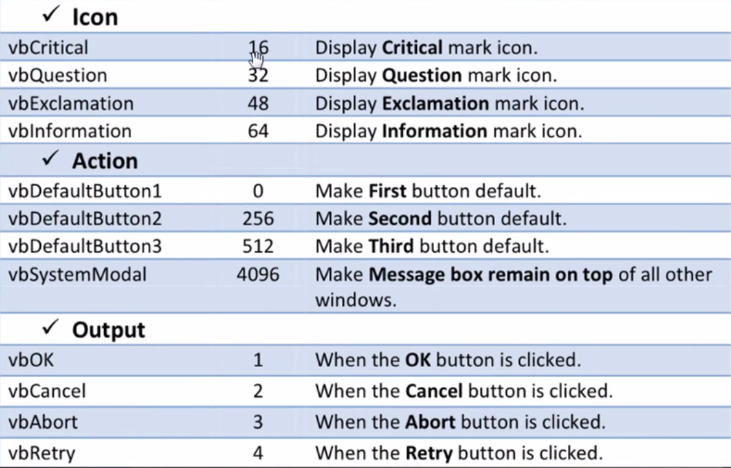 ✓ Icon
vbCritical 16 Display Critical mark icon.
vbQuestion 32 Display Question mark icon.
vbExclamation 48 Display Exclamation mark icon.
vbInformation 64 Display Information mark icon.
✓ Action
vbDefaultButton1 0 Make First button default.
vbDefaultButton2 256 Make Second button default.
vbDefaultButton3 512 Make Third button default.
vbSystemModal 4096 Make Message box remain on top of all other
windows.
✓ Output
vbOK 1 When the OK button is clicked.
vbCancel 2 When the Cancel button is clicked.
vbAbort 3 When the Abort button is clicked.
vbRetry 4 When the Retry button is clicked.